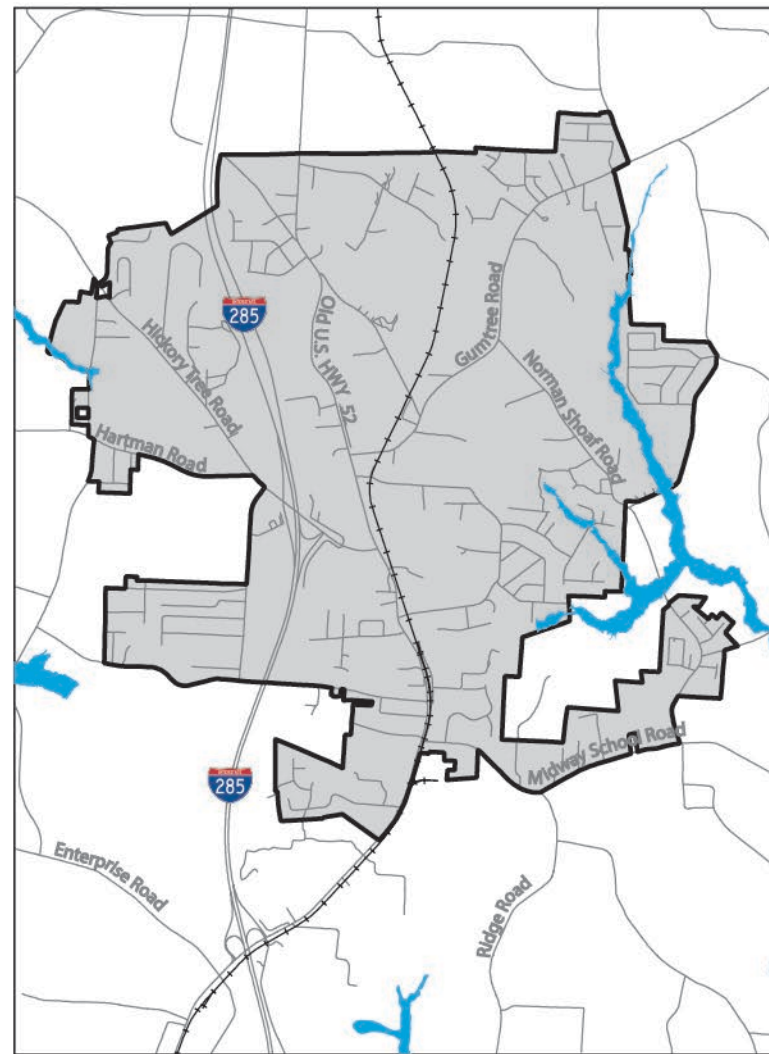 Gumtree Road
285
Old U.S. HWY 52
Hickory Tree Road
Norman Shoaf Road
Hartman Road
Midway School Road
285
Enterprise Road
Ridge Road